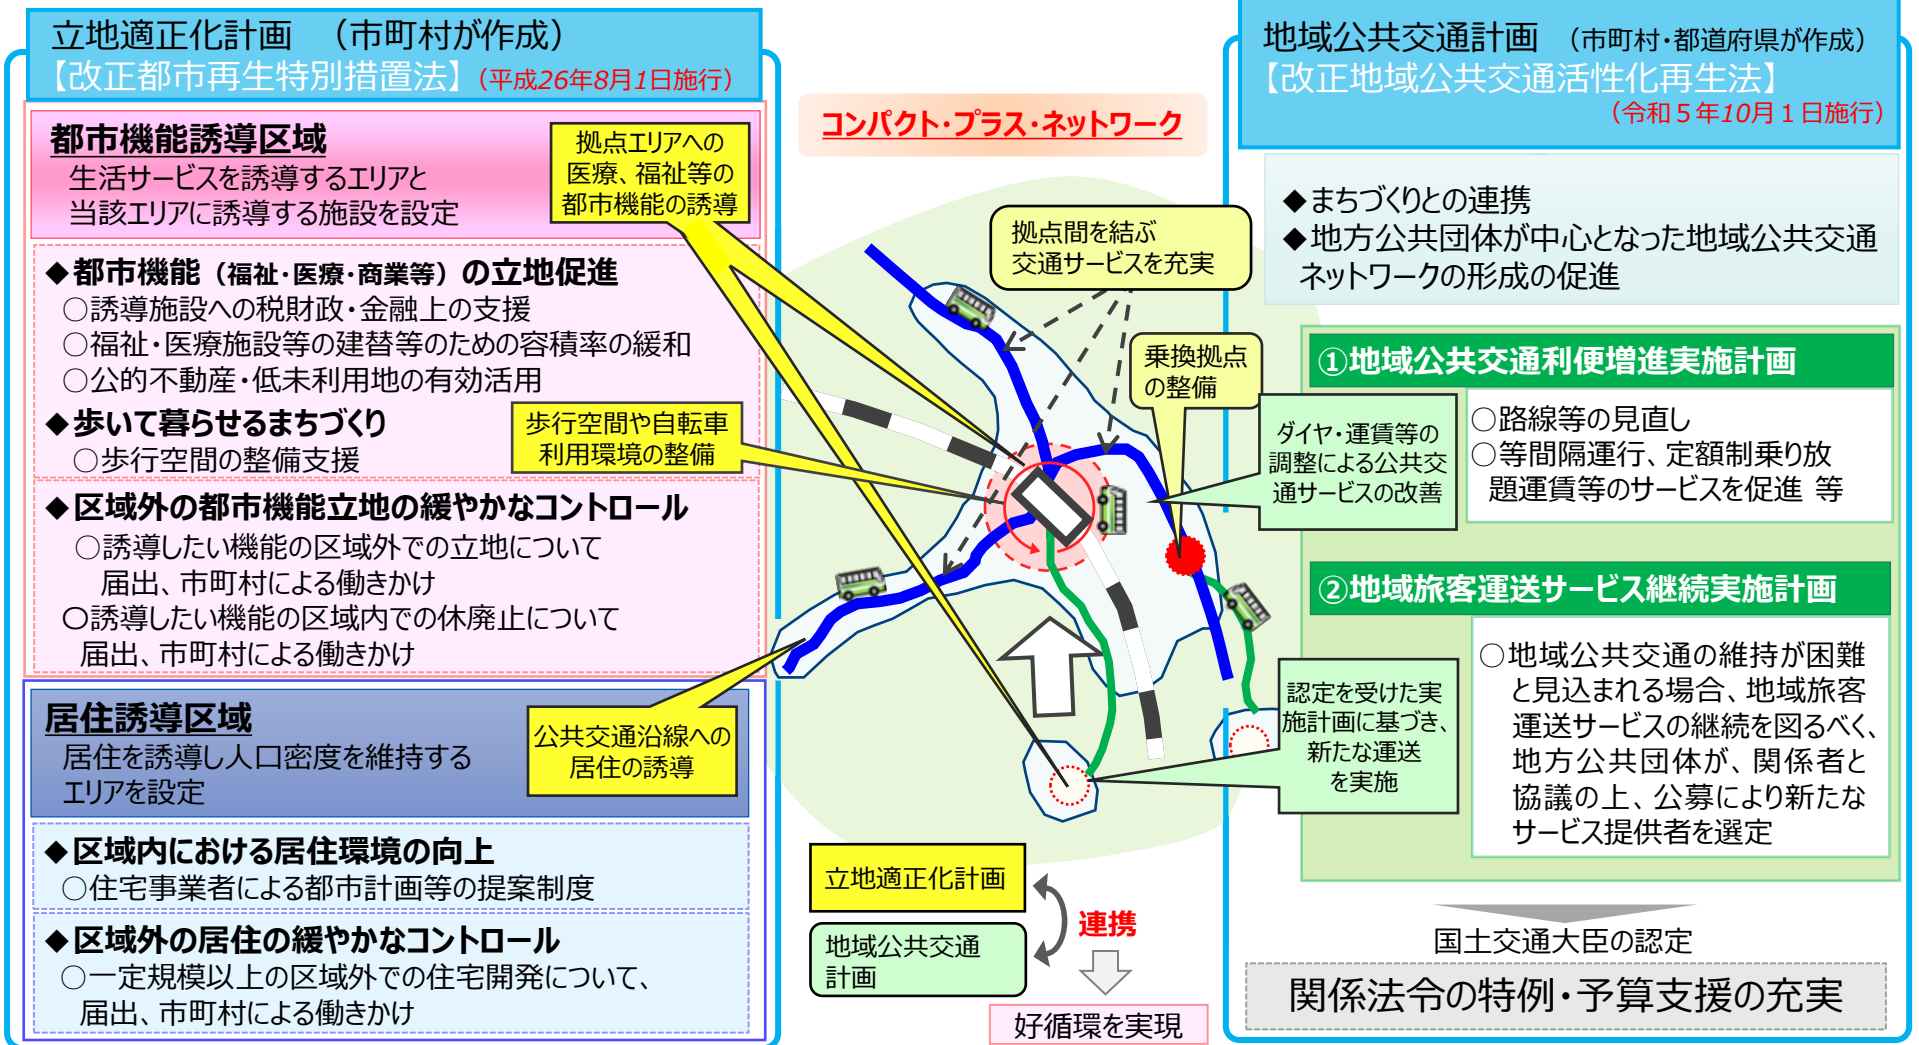 立地適正化計画　（市町村が作成）
【改正都市再生特別措置法】（平成26年8月1日施行）
都市機能誘導区域
生活サービスを誘導するエリアと
当該エリアに誘導する施設を設定
◆都市機能（福祉・医療・商業等）の立地促進
○誘導施設への税財政・金融上の支援
○福祉・医療施設等の建替等のための容積率の緩和
○公的不動産・低未利用地の有効活用
◆歩いて暮らせるまちづくり
○歩行空間の整備支援
◆区域外の都市機能立地の緩やかなコントロール
○誘導したい機能の区域外での立地について
届出、市町村による働きかけ
○誘導したい機能の区域内での休廃止について
届出、市町村による働きかけ
居住誘導区域
居住を誘導し人口密度を維持する
エリアを設定
◆区域内における居住環境の向上
○住宅事業者による都市計画等の提案制度
◆区域外の居住の緩やかなコントロール
○一定規模以上の区域外での住宅開発について、
届出、市町村による働きかけ
拠点エリアへの
医療、福祉等の
都市機能の誘導
歩行空間や自転車
利用環境の整備
公共交通沿線への
居住の誘導
コンパクト・プラス・ネットワーク
拠点間を結ぶ
交通サービスを充実
乗換拠点
の整備
ダイヤ・運賃等の
調整による公共交
通サービスの改善
認定を受けた実
施計画に基づき、
新たな運送
を実施
立地適正化計画
地域公共交通
計画
連携
好循環を実現
地域公共交通計画　（市町村・都道府県が作成）
【改正地域公共交通活性化再生法】
（令和５年10月１日施行）
◆まちづくりとの連携
◆地方公共団体が中心となった地域公共交通
ネットワークの形成の促進
①地域公共交通利便増進実施計画
○路線等の見直し
○等間隔運行、定額制乗り放
題運賃等のサービスを促進 等
②地域旅客運送サービス継続実施計画
○地域公共交通の維持が困難
と見込まれる場合、地域旅客
運送サービスの継続を図るべく、
地方公共団体が、関係者と
協議の上、公募により新たな
サービス提供者を選定
国土交通大臣の認定
関係法令の特例・予算支援の充実